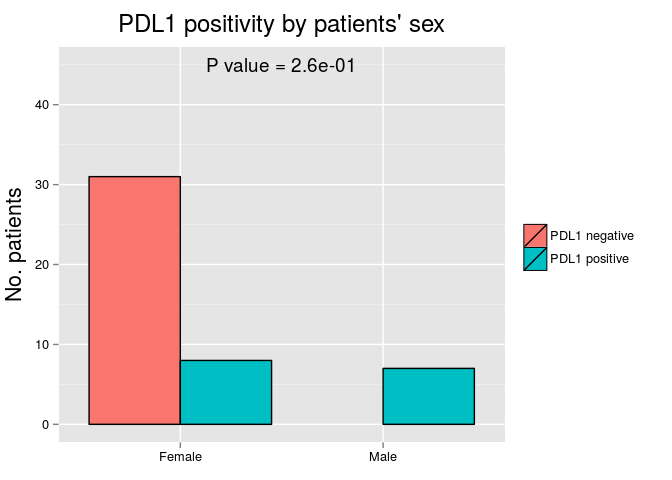 PDL1 positivity by patients' sex
P value = 2.6e-01
No. patients
40
30
20
10
0
Female
Male
PDL1 negative
PDL1 positive